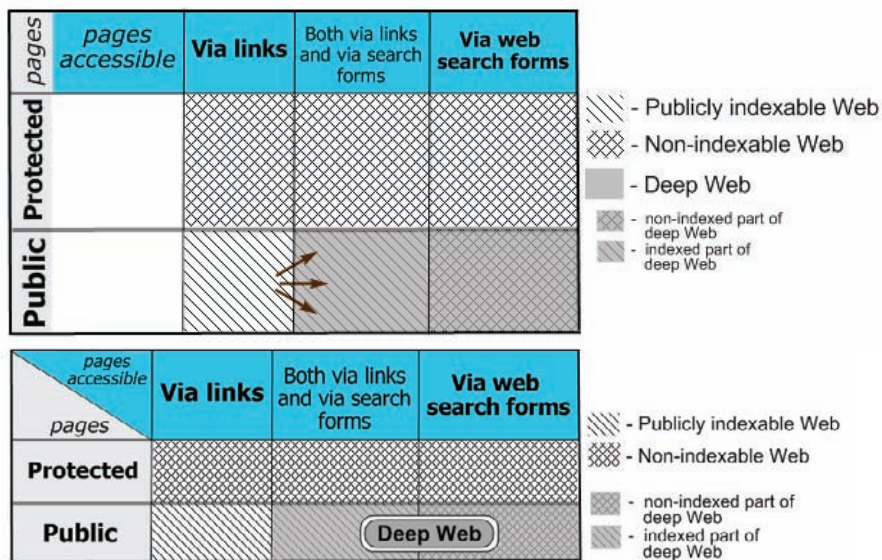 pages
pages
accessible
Via links
Both via links
and via search
forms
Via web
search forms
Protected
Public
- Publicly indexable Web
- Non-indexable Web
- Deep Web
- non-indexed part of
deep Web
- indexed part of
deep Web
pages
accessible
pages
Via links
Both via links
and via search
forms
Via web
search forms
Protected
Public
Deep Web
- Publicly indexable Web
- Non-indexable Web
- non-indexed part of
deep Web
- indexed part of
deep Web